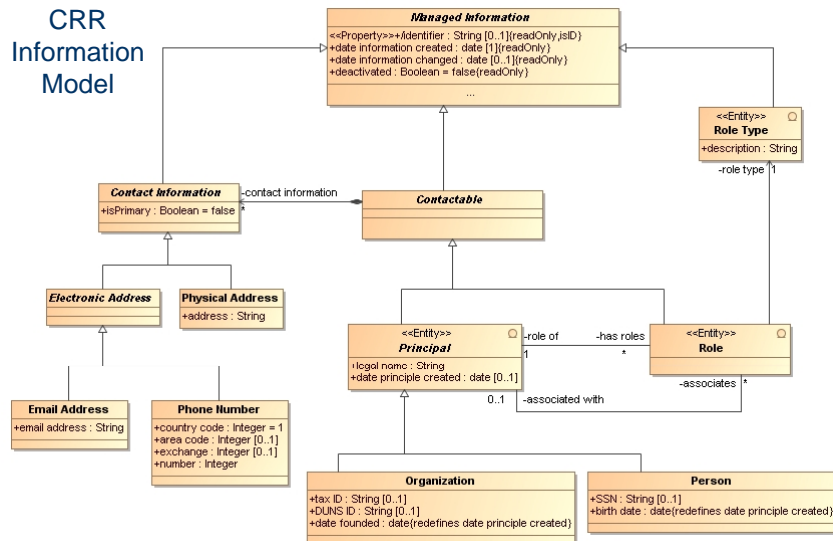 CRR
Information
Model
Managed Information
<<Property>>+/identifier : String [0..1]{readOnly,isID}
+date information created : date [1]{readOnly}
+date information changed : date [0..1]{readOnly}
+deactivated : Boolean = false{readOnly}
...
<<Entity>>
Role Type
+description : String
-role type 1
Contact Information
+isPrimary : Boolean = false
-contact information
*
Contactable
Electronic Address
Physical Address
+address : String
<<Entity>>
Principal
+legal name : String
+date principle created : date [0..1]
-role of
1
-has roles
*
<<Entity>>
Role
-associates *
0..1 -associated with
Email Address
+email address : String
Phone Number
+country code : Integer = 1
+area code : Integer [0..1]
+exchange : Integer [0..1]
+number : Integer
Organization
+tax ID : String [0..1]
+DUNS ID : String [0..1]
+date founded : date{redefines date principle created}
Person
+SSN : String [0..1]
+birth date : date{redefines date principle created}